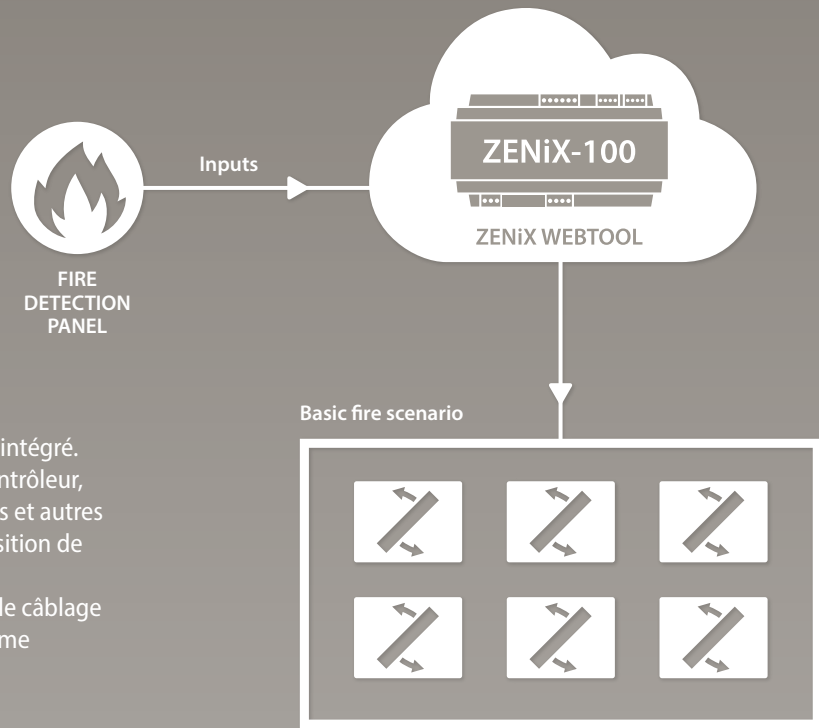 ZENiX-100
ZENiX WEBTOOL
Inputs
FIRE
DETECTION
PANEL
Basic fire scenario
intégré.
ntrôleur,
s et autres
sition de
le câblage
me